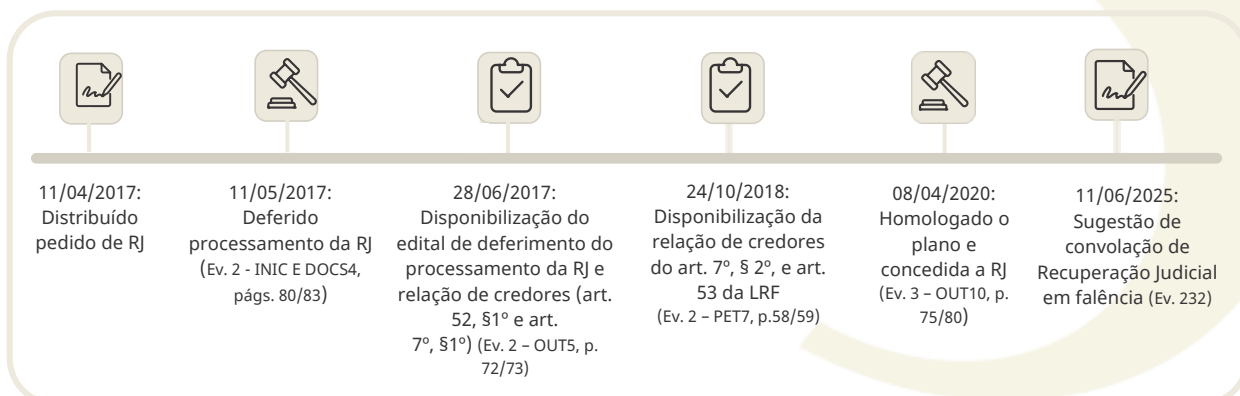 11/04/2017:
Distribuído
pedido de RJ
11/05/2017:
Deferido
processamento da RJ
(Ev. 2 - INIC E DOCS4,
págs. 80/83)
28/06/2017:
Disponibilização do
edital de deferimento do
processamento da RJ e
relação de credores (art.
52, §1º e art.
7º, §1º) (Ev. 2 – OUT5, p.
72/73)
24/10/2018:
Disponibilização da
relação de credores
do art. 7º, § 2º, e art.
53 da LRF
(Ev. 2 – PET7, p.58/59)
08/04/2020:
Homologado o
plano e
concedida a RJ
(Ev. 3 – OUT10, p.
75/80)
11/06/2025:
Sugestão de
convolação de
Recuperação Judicial
em falência (Ev. 232)